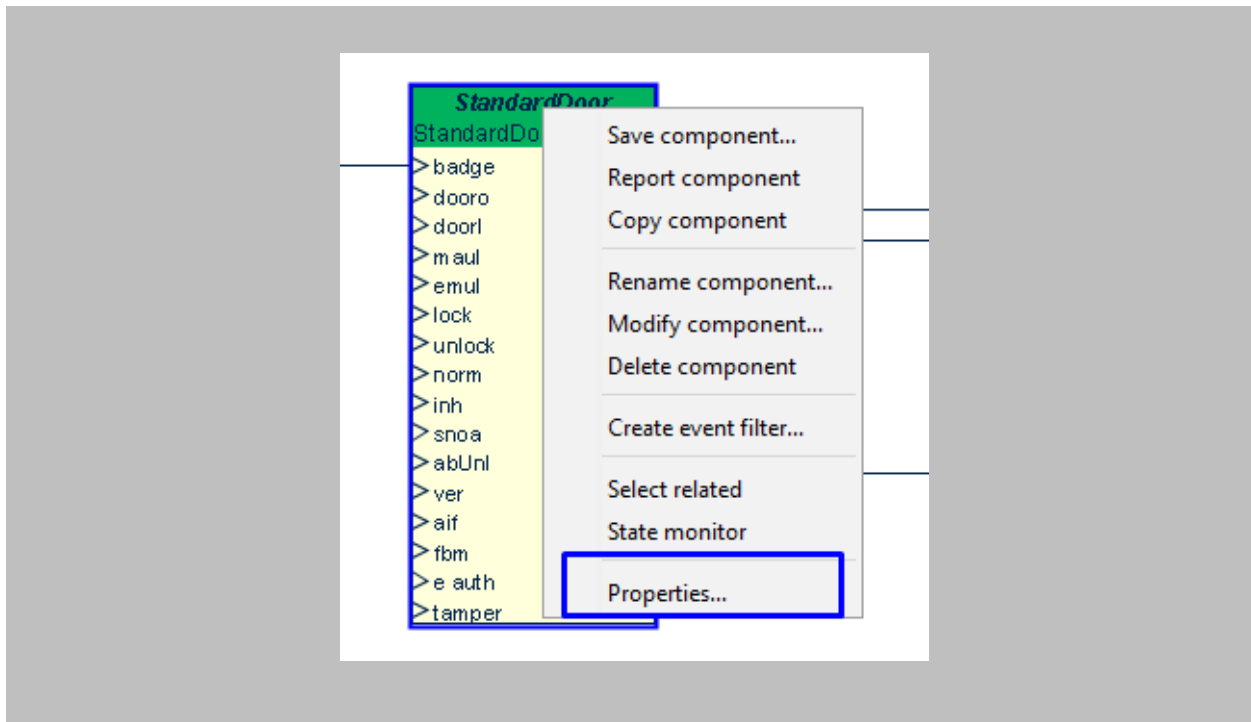 StandardDoor
StandardDo
badge
dooro
doorl
maul
emul
lock
unlock
norm
inh
snoa
abUnl
ver
aif
fbm
e auth
tamper
Save component...
Report component
Copy component
Rename component...
Modify component...
Delete component
Create event filter...
Select related
State monitor
Properties...